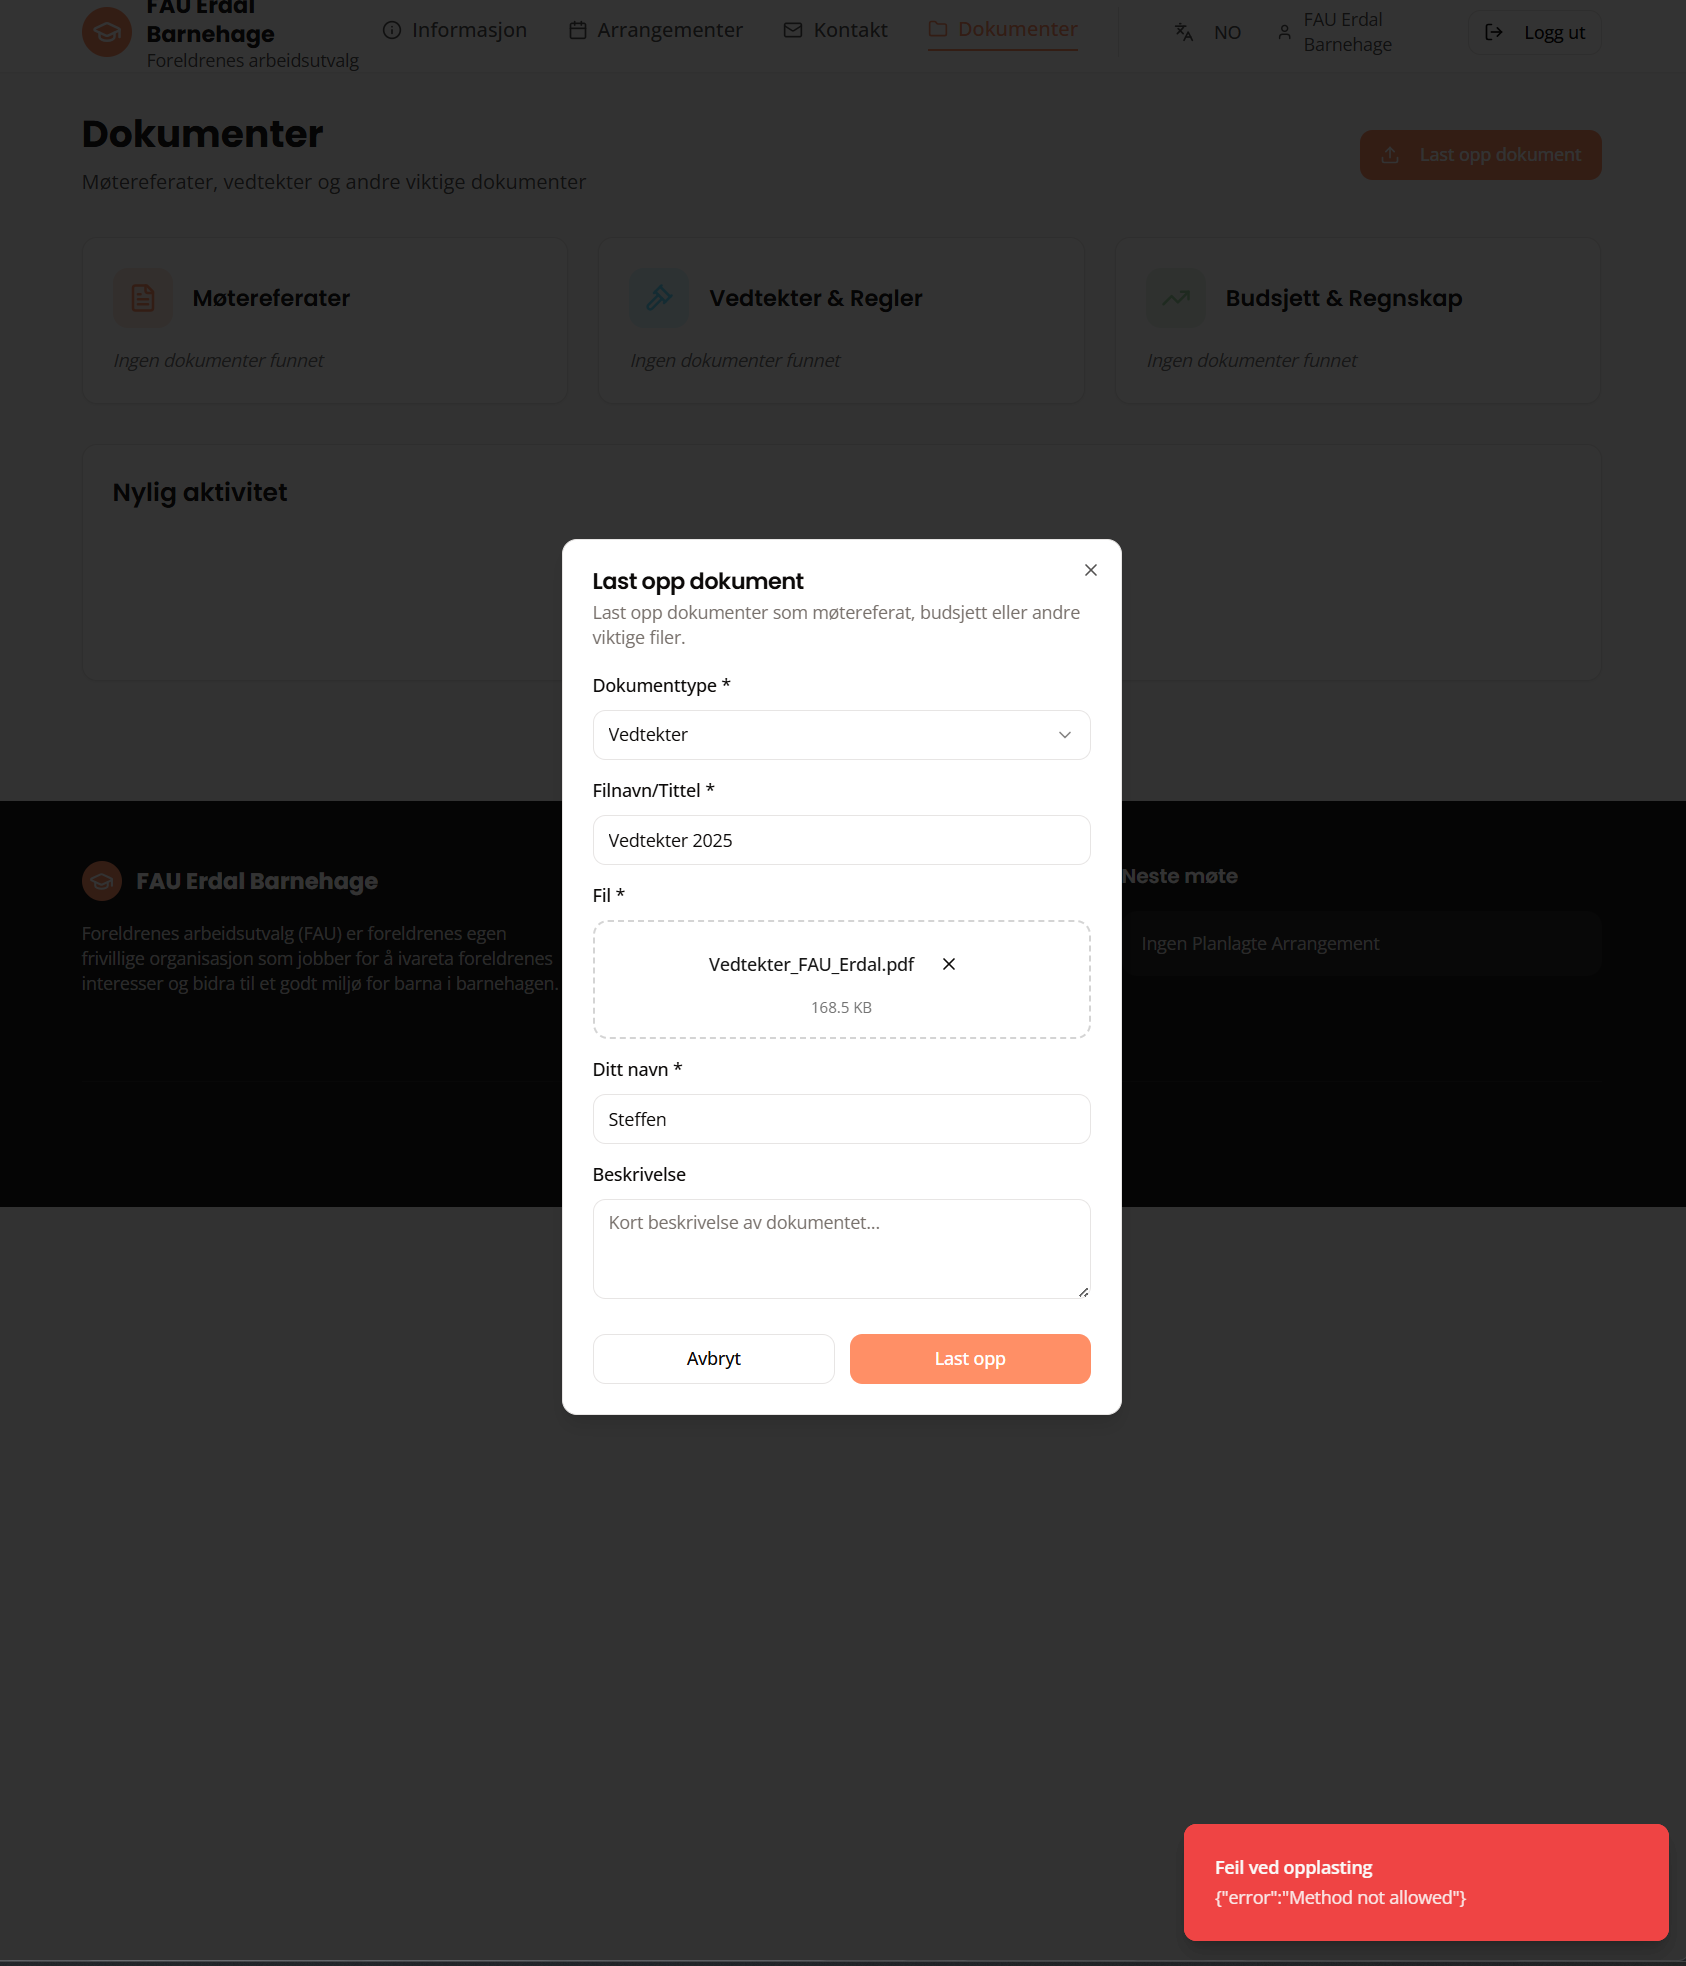 FAU Erdal
Barnehage
Foreldrenes arbeidsutvalg
Informasjon
Arrangementer
Kontakt
Dokumenter
NO
FAU Erdal
Barnehage
Logg ut
Dokumenter
Møtereferater, vedtekter og andre viktige dokumenter
Last opp dokument
Møtereferater
Ingen dokumenter funnet
Vedtekter & Regler
Ingen dokumenter funnet
Budsjett & Regnskap
Ingen dokumenter funnet
Nylig aktivitet
Last opp dokument
Last opp dokumenter som møtereferat, budsjett eller andre
viktige filer.
Dokumenttype *
Vedtekter
Filnavn/Tittel *
Vedtekter 2025
Fil *
Vedtekter_FAU_Erdal.pdf
168.5 KB
Ditt navn *
Steffen
Beskrivelse
Kort beskrivelse av dokumentet...
Avbryt
Last opp
FAU Erdal Barnehage
Foreldrenes arbeidsutvalg (FAU) er foreldrenes egen
frivillige organisasjon som jobber for å ivareta foreldrenes
interesser og bidra til et godt miljø for barna i barnehagen.
Neste møte
Ingen Planlagte Arrangement
Feil ved opplasting
{"error":"Method not allowed"}